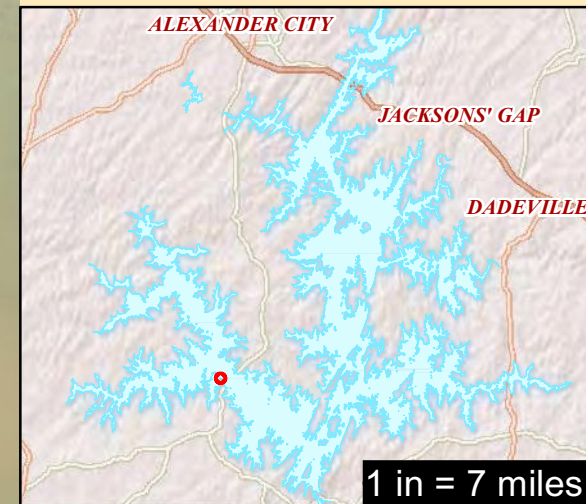 ALEXANDER CITY
JACKSONS' GAP
DADEVILLE
1 in = 7 miles